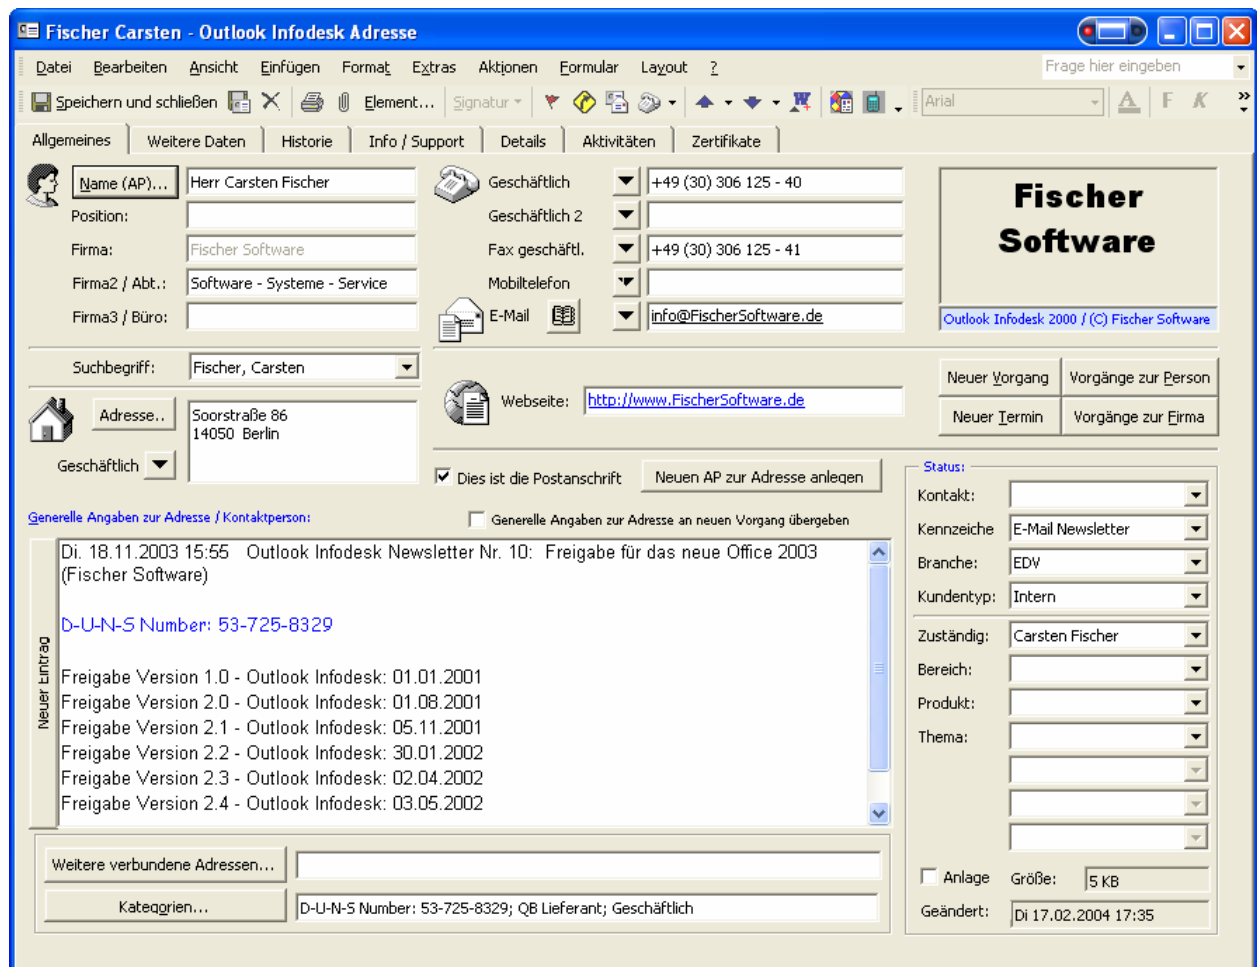 Fischer Carsten - Outlook Infodesk Adresse
Datei Bearbeiten Ansicht Einfügen Format Extras Aktionen Formular Layout ? Frage hier eingeben
Speichern und schließen Element... Signatur Arial A F K
Allgemeines Weitere Daten Historie Info / Support Details Aktivitäten Zertifikate
Name (AP)... Herr Carsten Fischer
Position:
Firma: Fischer Software
Firma2 / Abt.: Software - Systeme - Service
Firma3 / Büro:
Suchbegriff: Fischer, Carsten
Adresse.. Soorstraße 86
14050 Berlin
Geschäftlich
Geschäftlich +49 (30) 306 125 - 40
Geschäftlich 2
Fax geschäftl. +49 (30) 306 125 - 41
Mobiltelefon
E-Mail info@FischerSoftware.de
Webseite: http://www.FischerSoftware.de
Fischer
Software
Outlook Infodesk 2000 / (C) Fischer Software
Neuer Vorgang Vorgänge zur Person
Neuer Termin Vorgänge zur Firma
Dies ist die Postanschrift Neuen AP zur Adresse anlegen
Generelle Angaben zur Adresse / Kontaktperson: Generelle Angaben zur Adresse an neuen Vorgang übergeben
Neuer Eintrag
Di. 18.11.2003 15:55 Outlook Infodesk Newsletter Nr. 10: Freigabe für das neue Office 2003
(Fischer Software)
D-U-N-S Number: 53-725-8329
Freigabe Version 1.0 - Outlook Infodesk: 01.01.2001
Freigabe Version 2.0 - Outlook Infodesk: 01.08.2001
Freigabe Version 2.1 - Outlook Infodesk: 05.11.2001
Freigabe Version 2.2 - Outlook Infodesk: 30.01.2002
Freigabe Version 2.3 - Outlook Infodesk: 02.04.2002
Freigabe Version 2.4 - Outlook Infodesk: 03.05.2002
Weitere verbundene Adressen...
Kategorien... D-U-N-S Number: 53-725-8329; QB Lieferant; Geschäftlich
Status:
Kontakt:
Kennzeiche E-Mail Newsletter
Branche: EDV
Kundentyp: Intern
Zuständig: Carsten Fischer
Bereich:
Produkt:
Thema:
Anlage Größe: 5 KB
Geändert: Di 17.02.2004 17:35